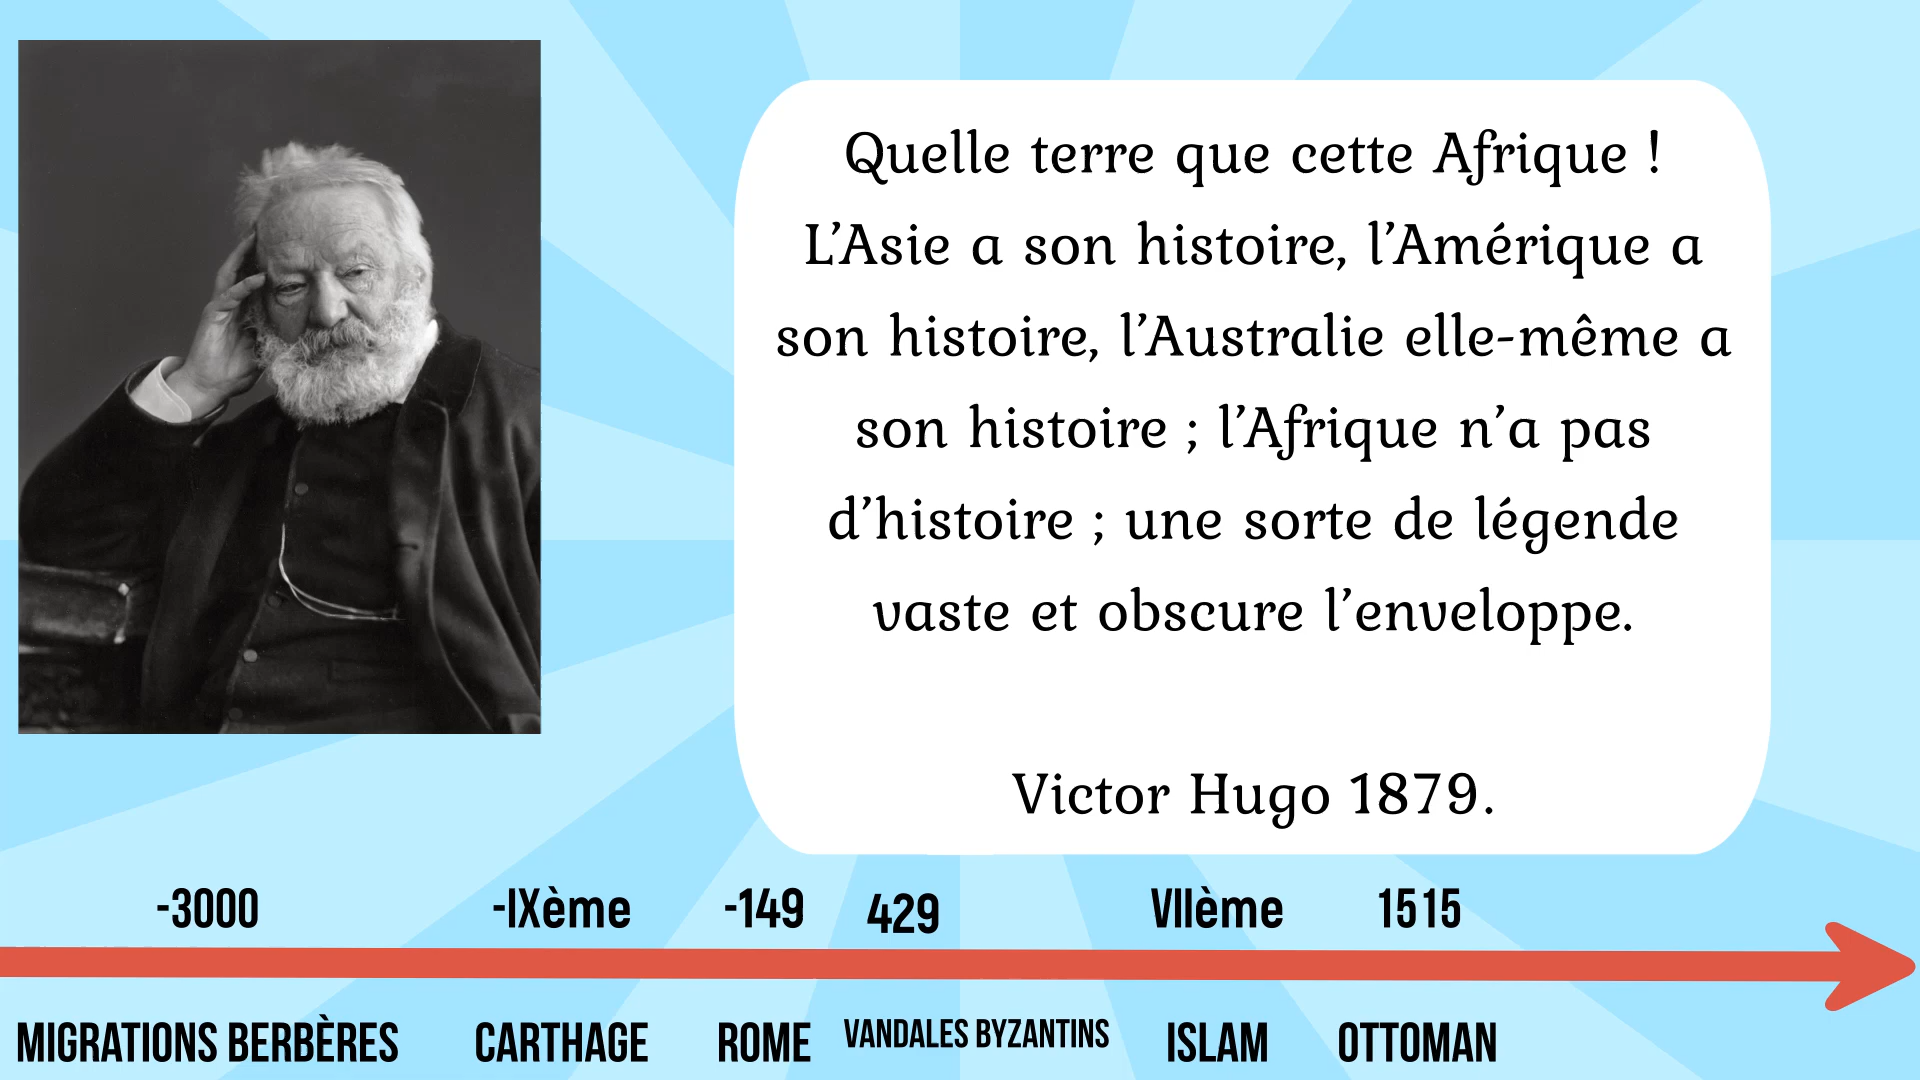 Quelle terre que cette Afrique !
L’Asie a son histoire, l’Amérique a
son histoire, l’Australie elle-même a
son histoire ; l’Afrique n’a pas
d’histoire ; une sorte de légende
vaste et obscure l’enveloppe.
Victor Hugo 1879.
-3000 -IXème -149 429 VIIème 1515
MIGRATIONS BERBÈRES CARTHAGE ROME VANDALES BYZANTINS ISLAM OTTOMAN